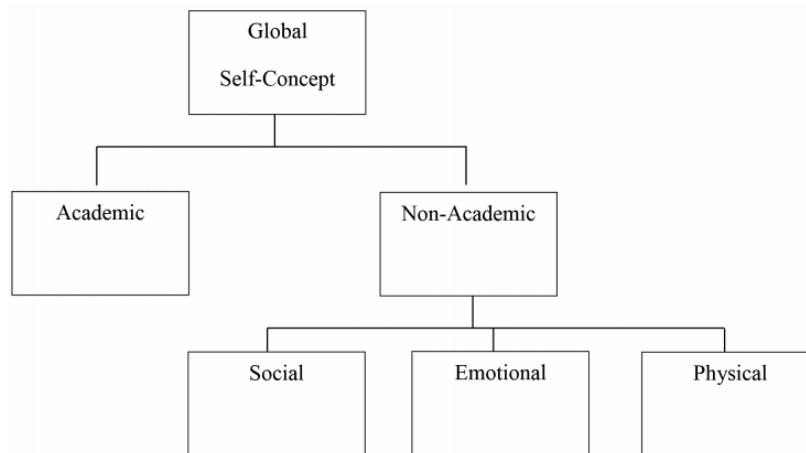 Global
Self-Concept
Academic
Non-Academic
Social
Emotional
Physical